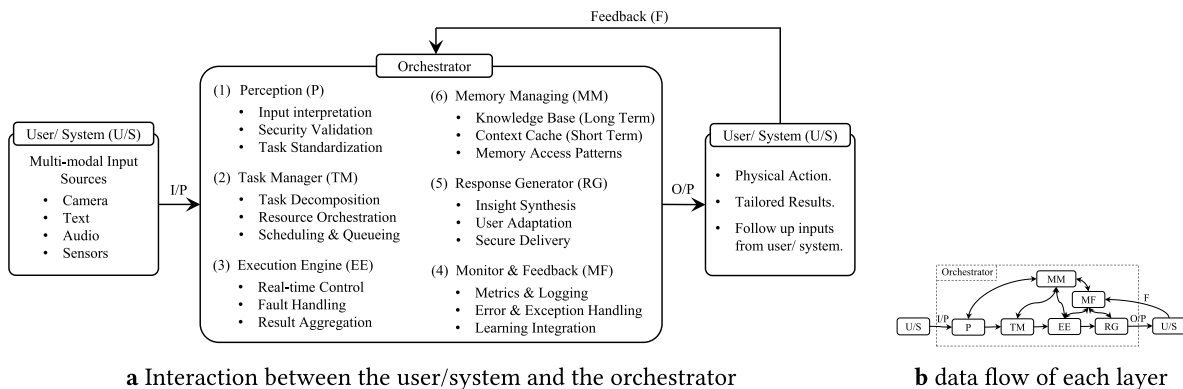 Feedback (F)
Orchestrator
User/ System (U/S)
Multi-modal Input
Sources
• Camera
• Text
• Audio
• Sensors
I/P
(1) Perception (P)
• Input interpretation
• Security Validation
• Task Standardization
(2) Task Manager (TM)
• Task Decomposition
• Resource Orchestration
• Scheduling & Queueing
(3) Execution Engine (EE)
• Real-time Control
• Fault Handling
• Result Aggregation
(6) Memory Managing (MM)
• Knowledge Base (Long Term)
• Context Cache (Short Term)
• Memory Access Patterns
(5) Response Generator (RG)
• Insight Synthesis
• User Adaptation
• Secure Delivery
(4) Monitor & Feedback (MF)
• Metrics & Logging
• Error & Exception Handling
• Learning Integration
O/P
User/ System (U/S)
• Physical Action.
• Tailored Results.
• Follow up inputs
from user/ system.
a Interaction between the user/system and the orchestrator
Orchestrator
MM
MF
F
U/S
I/P
P
TM
EE
RG
O/P
U/S
b data flow of each layer